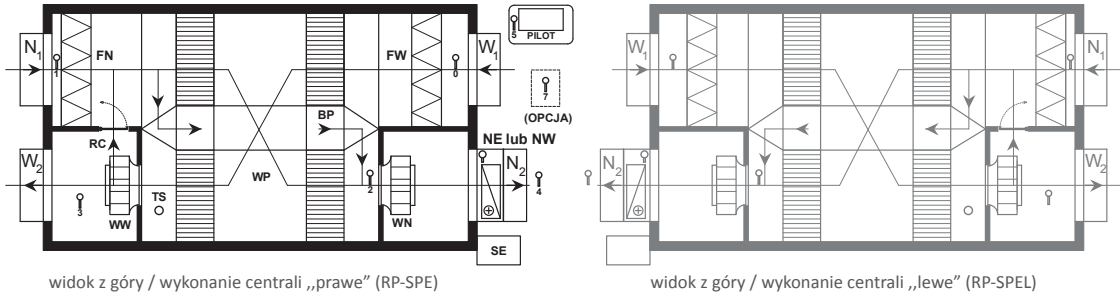 5
PILOT
N1
FN
FW
W1
1
0
7
(OPCJA)
BP
RC
NE lub NW
W2
N2
WP
2
4
TS
3
WW
WN
SE
widok z góry / wykonanie centrali ,,prawe” (RP-SPE)
W1
N1
N2
W2
widok z góry / wykonanie centrali ,,lewe” (RP-SPEL)